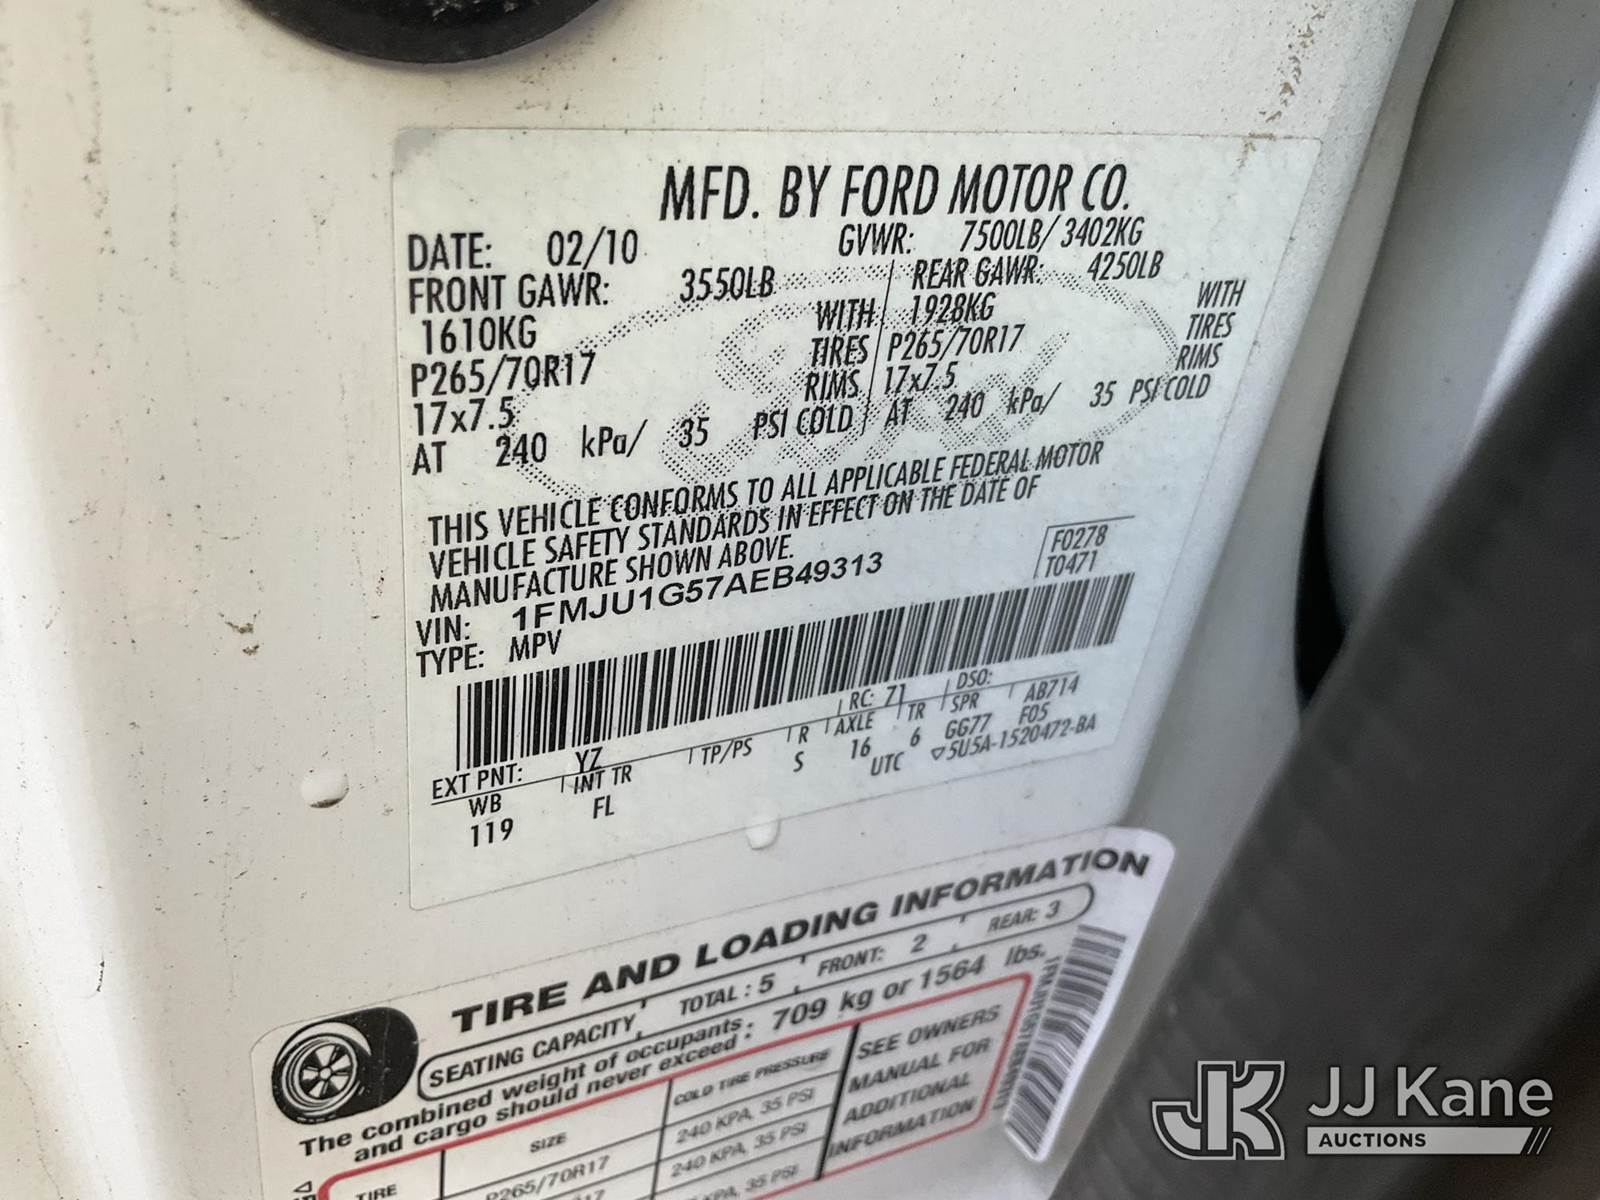 MFD. BY FORD MOTOR CO.
DATE: 02/10 GVWR: 7500LB/ 3402KG
FRONT GAWR: 3550LB REAR GAWR: 4250LB
1610KG WITH 1928KG WITH
P265/70R17 TIRES P265/70R17 TIRES
17x7.5 RIMS 17x7.5 RIMS
AT 240 kPa/ 35 PSI COLD AT 240 kPa/ 35 PSI COLD
THIS VEHICLE CONFORMS TO ALL APPLICABLE FEDERAL MOTOR
VEHICLE SAFETY STANDARDS IN EFFECT ON THE DATE OF
MANUFACTURE SHOWN ABOVE.
F0278
VIN: 1FMJU1G57AEB49313 T0471
TYPE: MPV
EXT PNT: YZ RC: 71 DSO:
WB INT TR TP/PS R AXLE TR SPR AB714
119 FL S 16 6 GG77 F05
UTC ▽5U5A-1520472-BA
TIRE AND LOADING INFORMATION
SEATING CAPACITY, TOTAL: 5 , FRONT: 2 , REAR: 3
The combined weight of occupants
and cargo should never exceed : 709 kg or 1564 lbs.
TIRE SIZE COLD TIRE PRESSURE SEE OWNERS
MANUAL FOR
ADDITIONAL
INFORMATION
P265/70R17 240 KPA, 35 PSI
240 KPA, 35 PSI
KPA, 35 PSI
JK JJ Kane
AUCTIONS